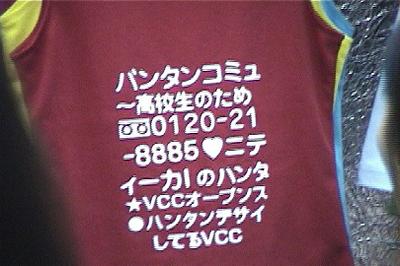 バンタンコミュ
～高校生のため
0120-21
-8885♥ニテ
ィーカ!のハンタ
★VCCオープンス
●ハンタンデサイ
してるVCC